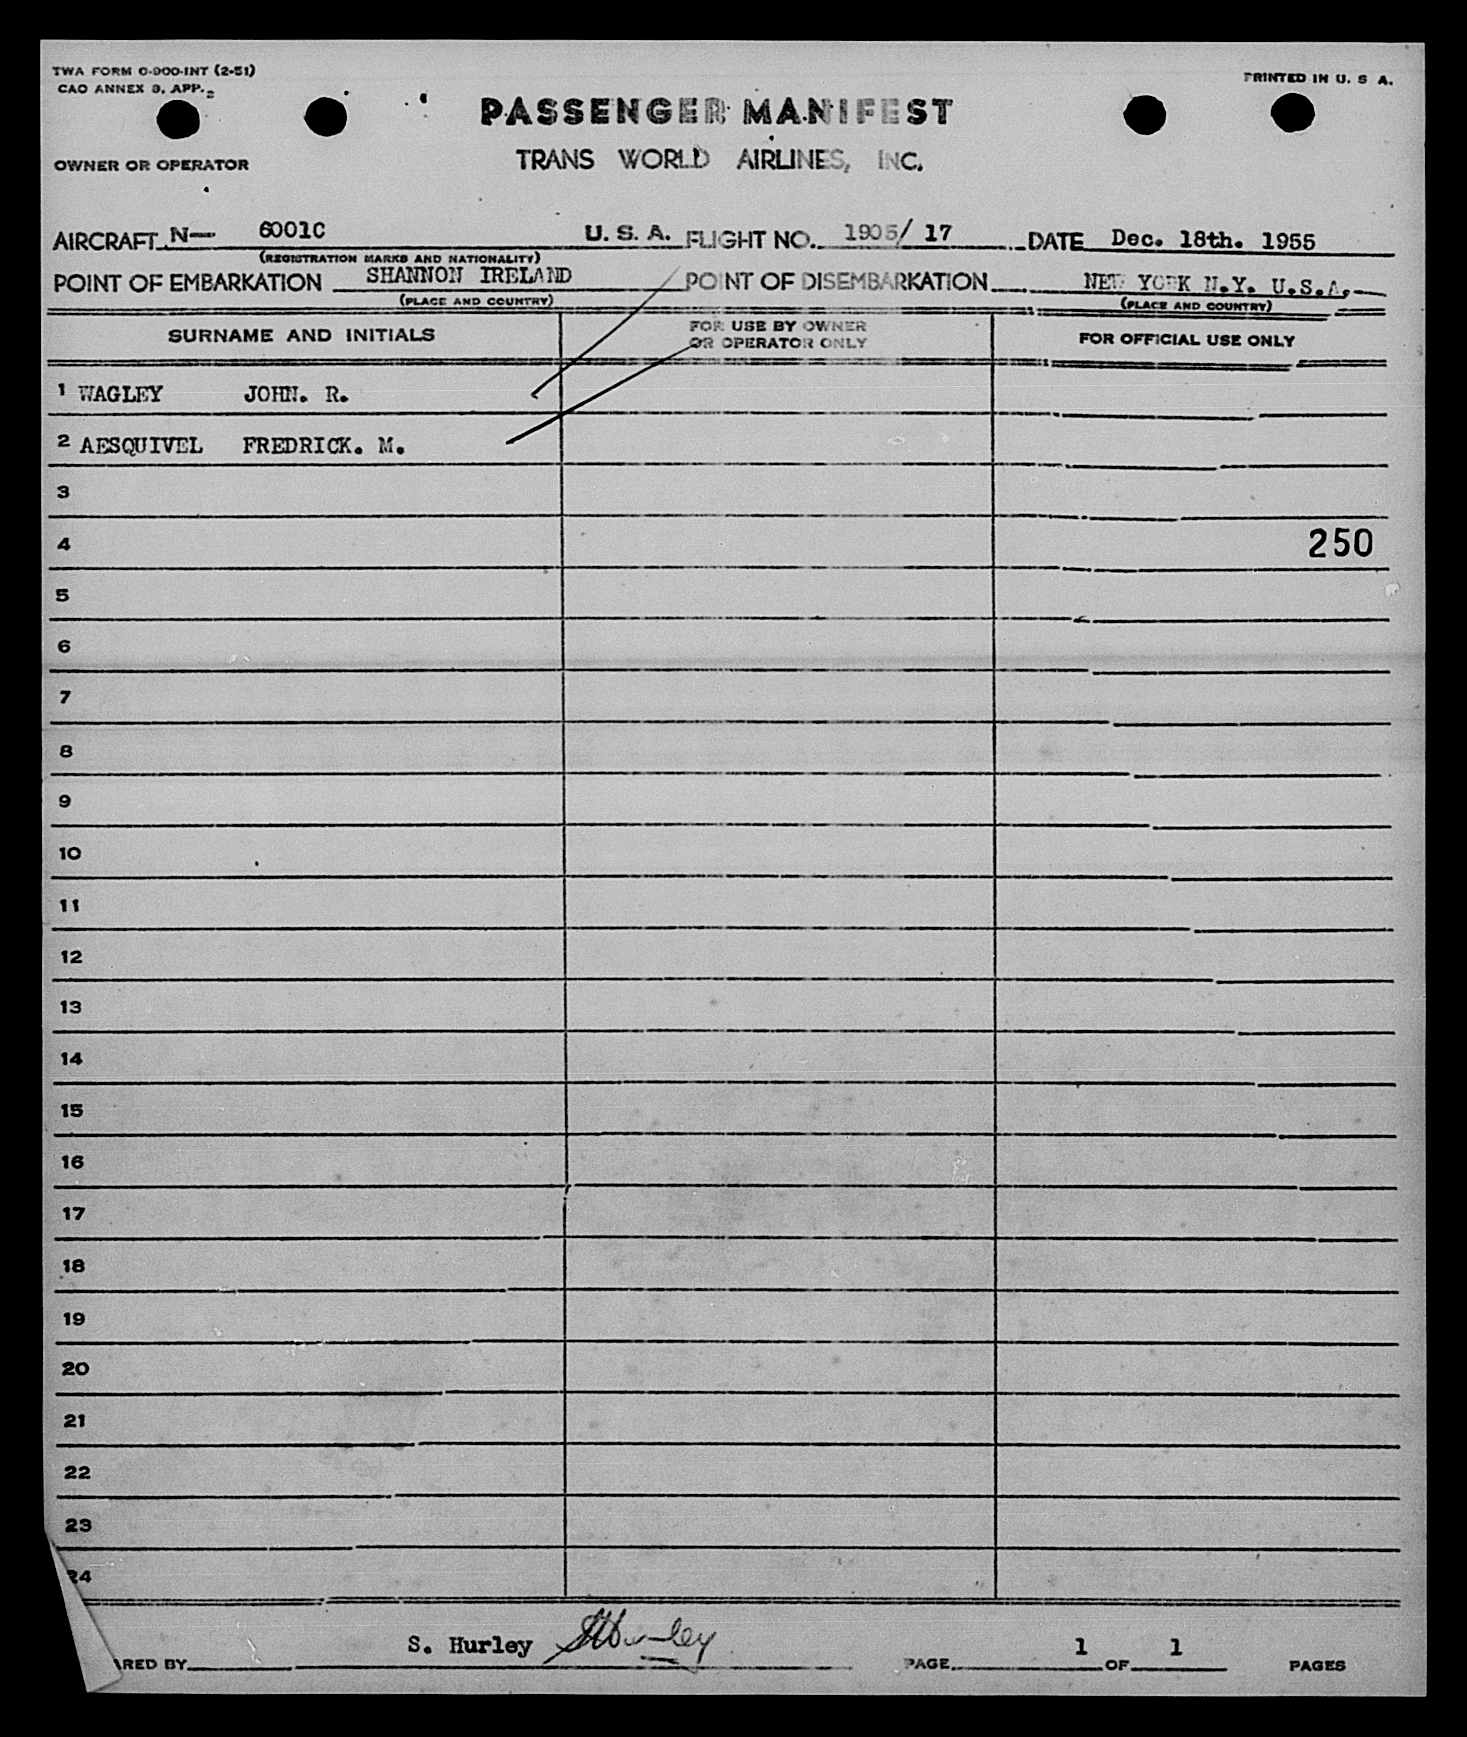 TWA FORM O-900-INT (2-51)
CAO ANNEX 9, APP. 2
PRINTED IN U. S. A.
PASSENGER MANIFEST
OWNER OR OPERATOR
TRANS WORLD AIRLINES, INC.
AIRCRAFT N— 6001C U. S. A. FLIGHT NO. 1905/ 17 DATE Dec. 18th. 1955
(REGISTRATION MARKS AND NATIONALITY)
POINT OF EMBARKATION SHANNON IRELAND POINT OF DISEMBARKATION NEW YORK N.Y. U.S.A.
(PLACE AND COUNTRY) (PLACE AND COUNTRY)
SURNAME AND INITIALS FOR USE BY OWNER OR OPERATOR ONLY FOR OFFICIAL USE ONLY
1 WAGLEY JOHN. R.
2 AESQUIVEL FREDRICK. M.
3
4 250
5
6
7
8
9
10
11
12
13
14
15
16
17
18
19
20
21
22
23
24
ARED BY S. Hurley SHurley PAGE 1 OF 1 PAGES